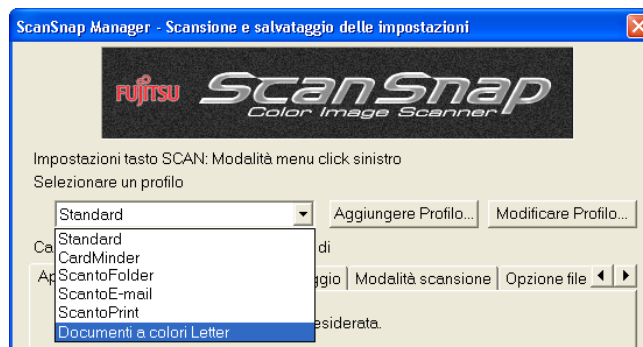 ScanSnap Manager - Scansione e salvataggio delle impostazioni
FUJITSU ScanSnap
Color Image Scanner
Impostazioni tasto SCAN: Modalità menu click sinistro
Selezionare un profilo
Standard Aggiungere Profilo... Modificare Profilo...
Standard
di
CardMinder
ScantoFolder
Modalità scansione Opzione file
ScantoE-mail
ScantoPrint
Documenti a colori Letter